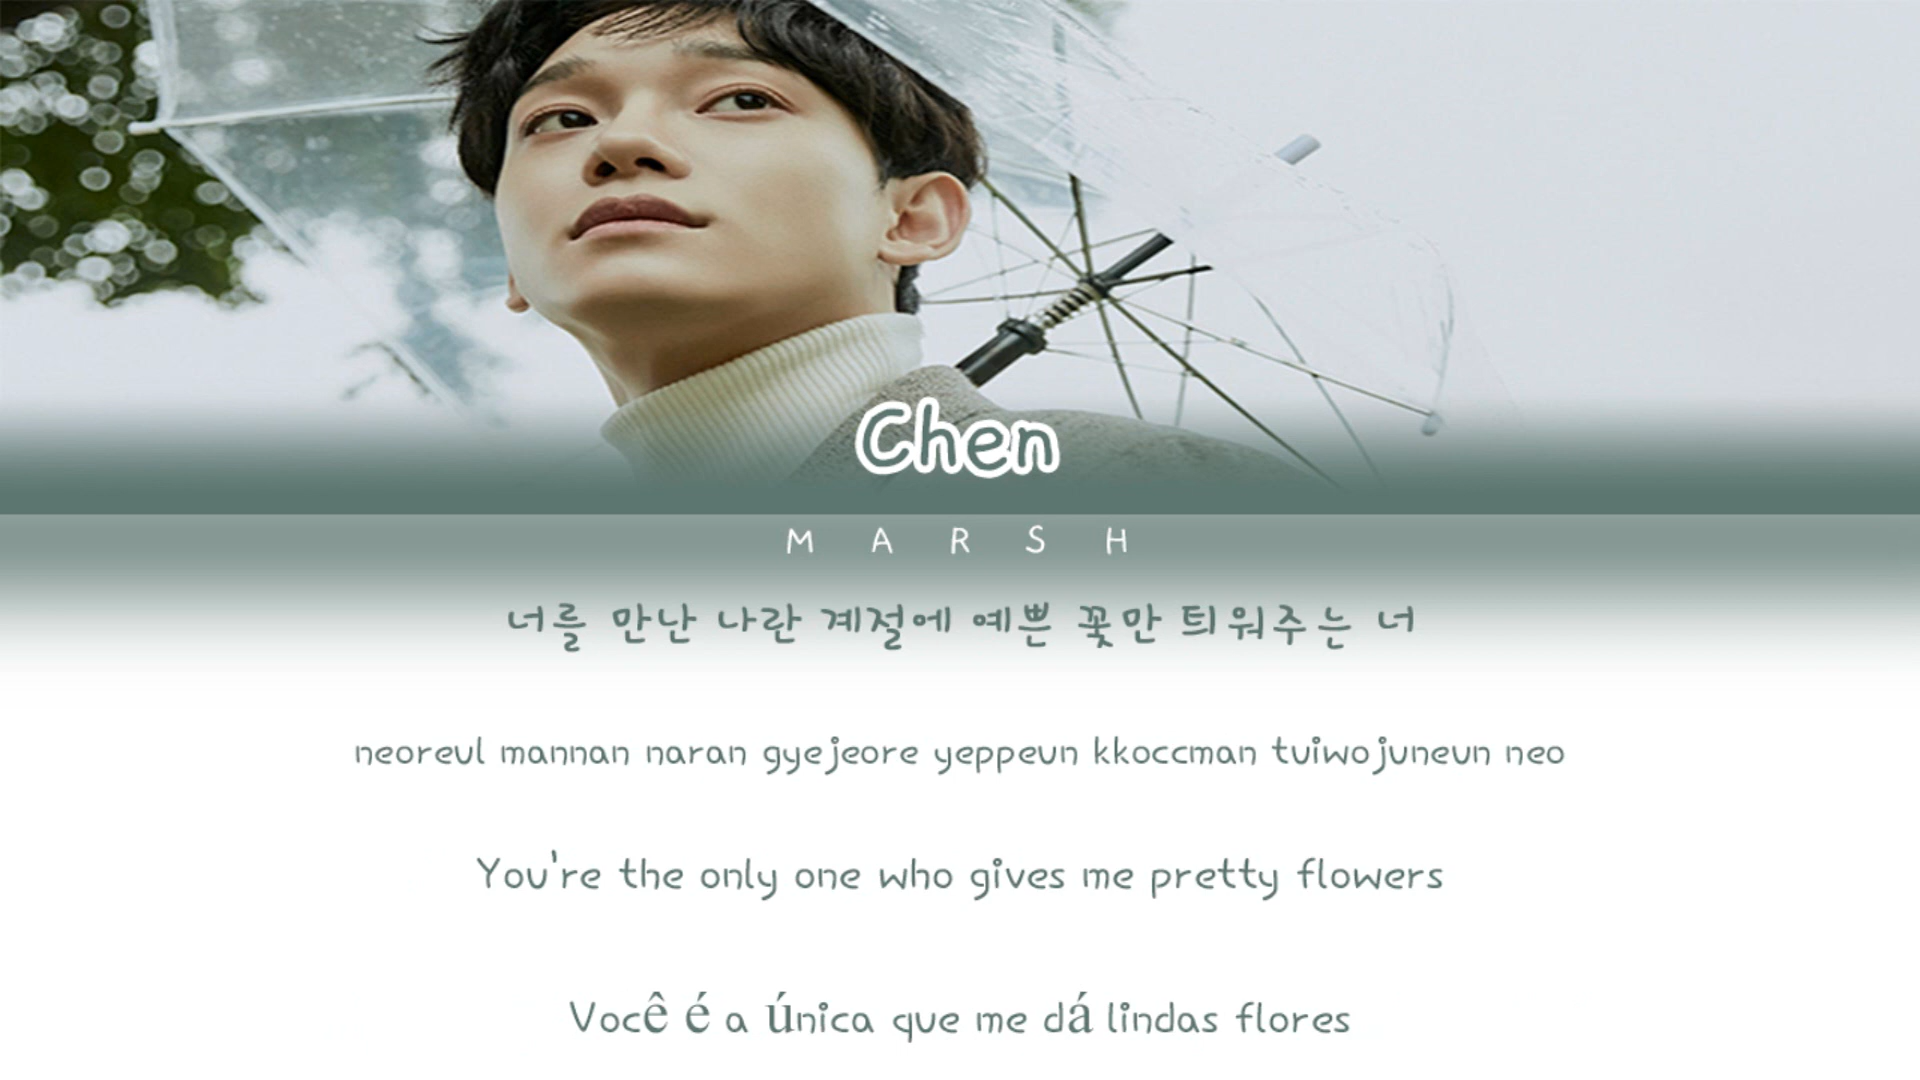 Chen
MARSH
너를 만난 나란 계절에 예쁜 꽃만 틔워주는 너
neoreul mannan naran gyejeore yeppeun kkoccman tuiwojuneun neo
You're the only one who gives me pretty flowers
Você é a única que me dá lindas flores